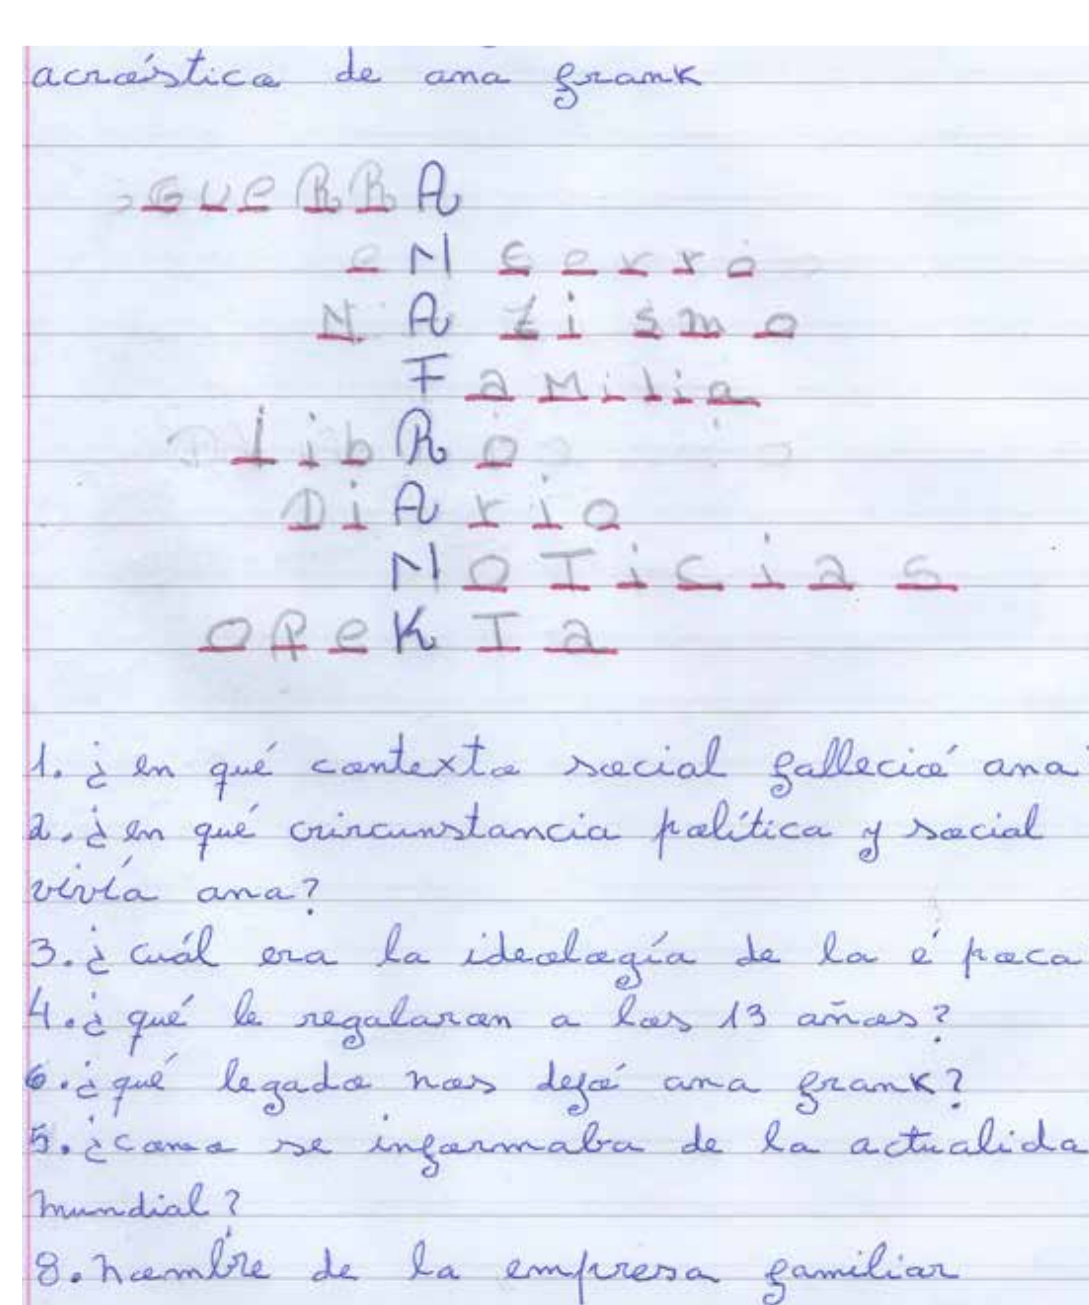 acróstico de ana frank
GUeRRA
eNcerro
NAzismo
FaMilia
libRo
DiArio
NoTicias
OPeKTa
1. ¿en qué contexto social falleció ana
2. ¿en qué crircunstancia política y social
vivía ana?
3. ¿cuál era la ideología de la é poca
4. ¿qué le regalaron a los 13 años?
6. ¿qué legado nos dejó ana frank?
5. ¿como se informaba de la actualida
mundial?
8. nombre de la empresa familiar